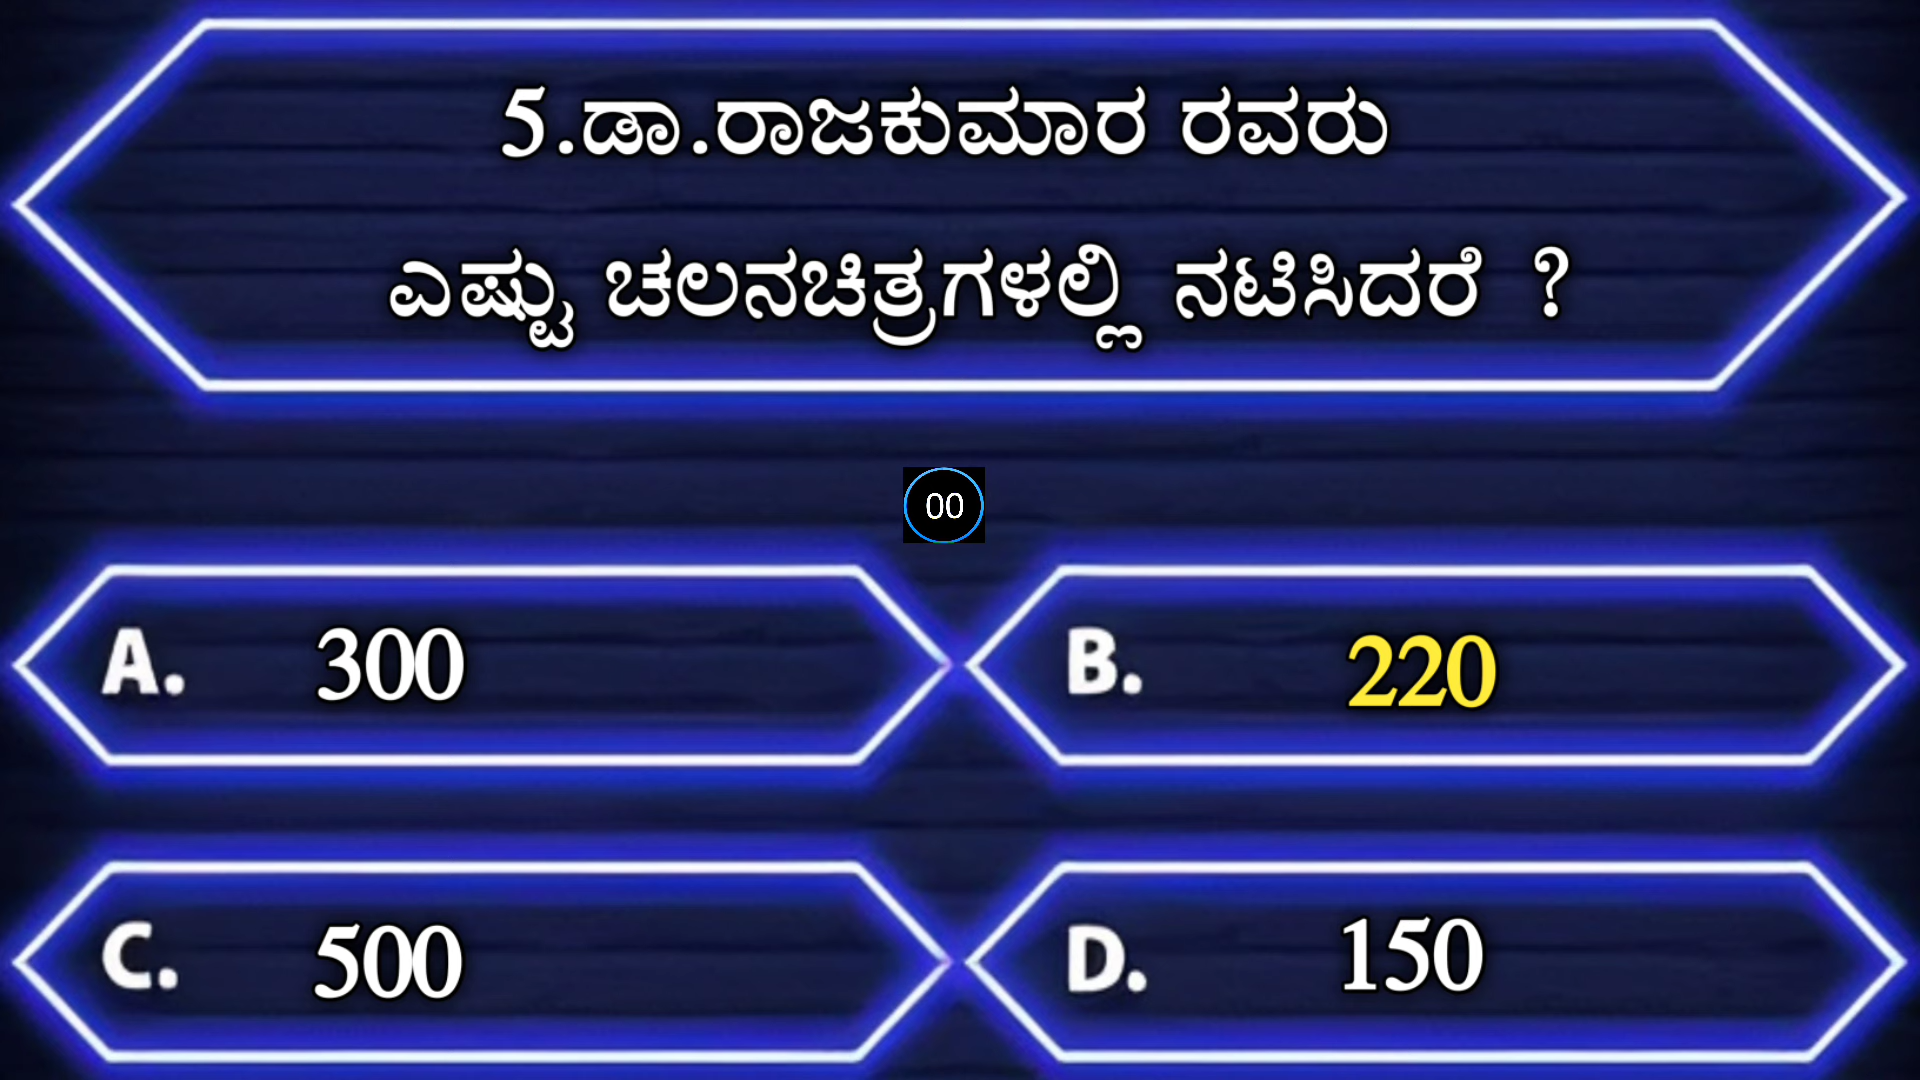 5.ಡಾ.ರಾಜಕುಮಾರ ರವರು
ಎಷ್ಟು ಚಲನಚಿತ್ರಗಳಲ್ಲಿ ನಟಿಸಿದರೆ ?
00
A. 300
B. 220
C. 500
D. 150